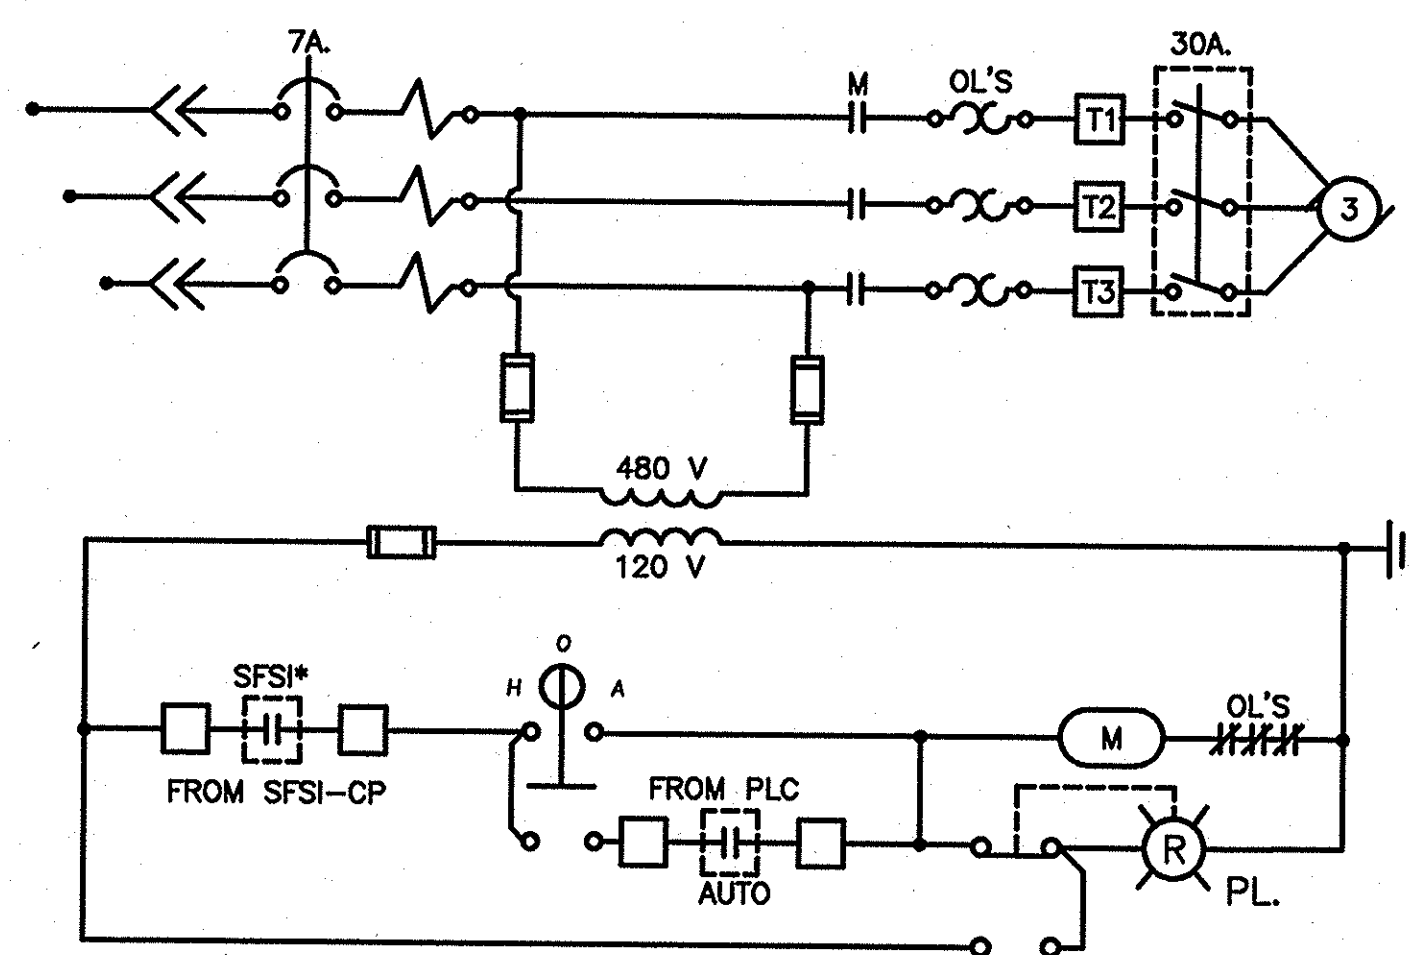 7A.
30A.
M
OL'S
T1
T2
3
T3
480 V
120 V
O
H
A
SFSI*
OL'S
M
FROM SFSI-CP
FROM PLC
R
AUTO
PL.